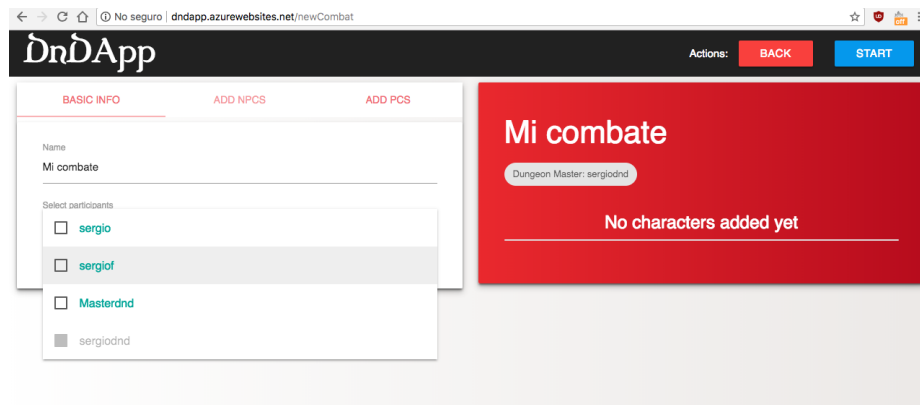 No seguro | dndapp.azurewebsites.net/newCombat
DnDApp
Actions: BACK START
BASIC INFO ADD NPCS ADD PCS
Name
Mi combate
Select participants
sergio
sergiof
Masterdnd
sergiodnd
Mi combate
Dungeon Master: sergiodnd
No characters added yet